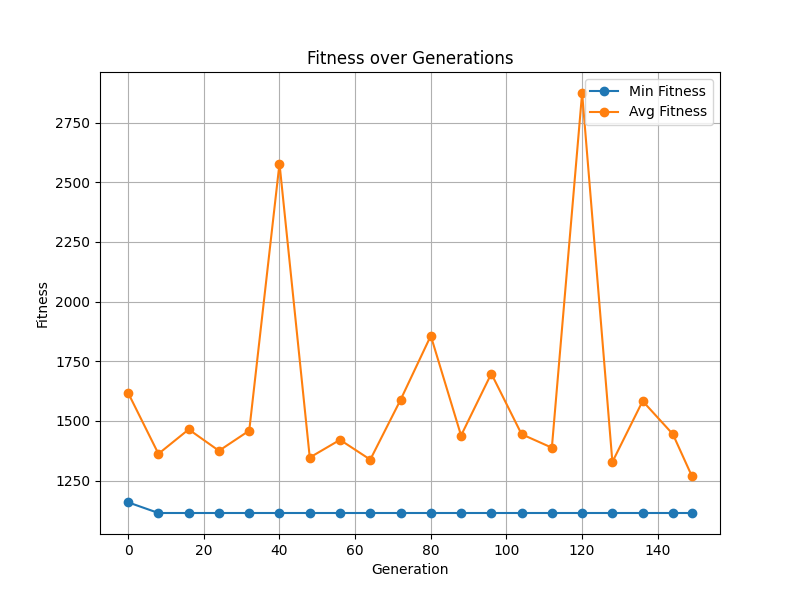 Fitness over Generations
Min Fitness
Avg Fitness
2750
2500
2250
2000
1750
1500
1250
Fitness
0 20 40 60 80 100 120 140
Generation